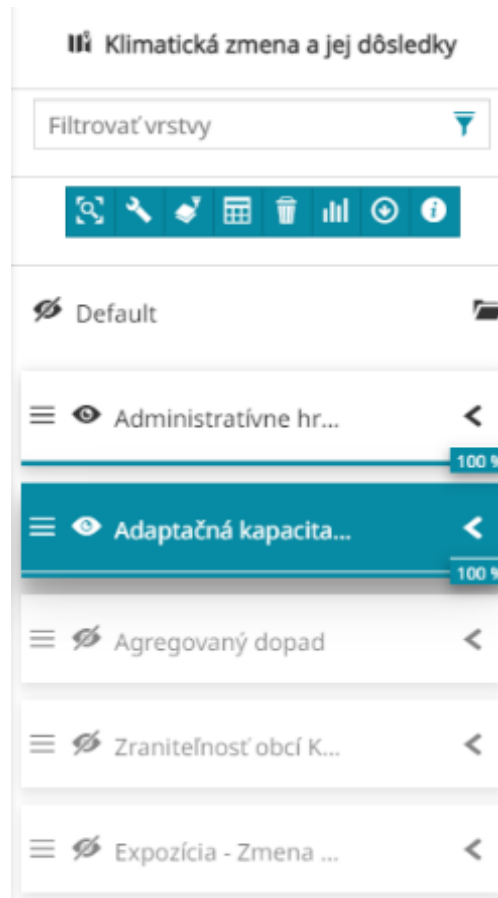 Klimatická zmena a jej dôsledky
Filtrovať vrstvy
Default
Administratívne hr...
100 %
Adaptačná kapacita...
100 %
Agregovaný dopad
Zraniteľnosť obcí K...
Expozícia - Zmena ...